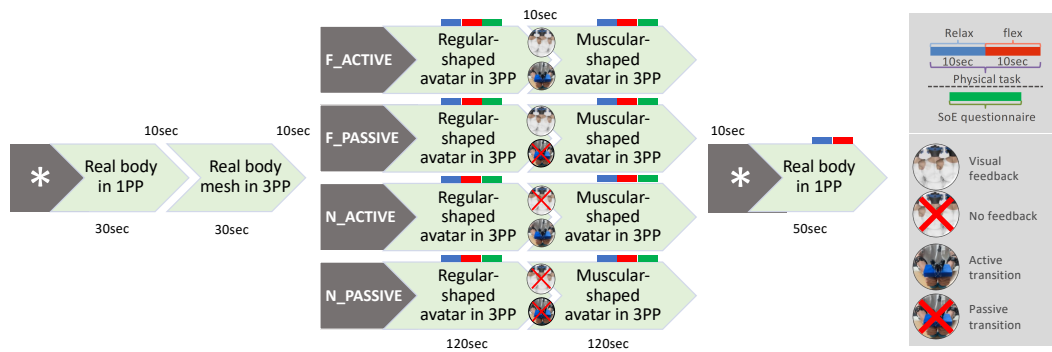 10sec
10sec
*
Real body
in 1PP
Real body
mesh in 3PP
30sec
30sec
10sec
F_ACTIVE
Regular-
shaped
avatar in 3PP
Muscular-
shaped
avatar in 3PP
F_PASSIVE
Regular-
shaped
avatar in 3PP
Muscular-
shaped
avatar in 3PP
N_ACTIVE
Regular-
shaped
avatar in 3PP
Muscular-
shaped
avatar in 3PP
N_PASSIVE
Regular-
shaped
avatar in 3PP
Muscular-
shaped
avatar in 3PP
120sec
120sec
10sec
*
Real body
in 1PP
50sec
Relax
flex
10sec
10sec
Physical task
SoE questionnaire
Visual
feedback
No feedback
Active
transition
Passive
transition